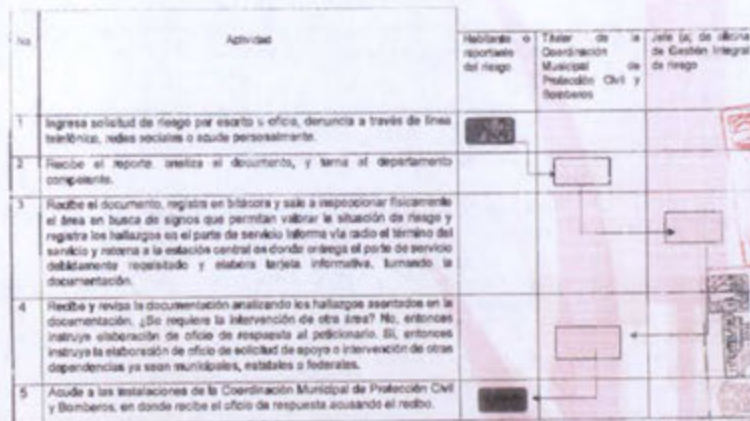 No.
Actividad
Habitante o
reportante
del riesgo
Titular de la
Coordinación
Municipal de
Protección Civil y
Bomberos
Jefe (a) de oficina
de Gestión Integral
de riesgo
1
Ingresa solicitud de riesgo por escrito u oficio, denuncia a través de línea
telefónica, redes sociales o acude personalmente.
2
Recibe el reporte, analiza el documento, y turna al departamento
competente.
3
Recibe el documento, registra en bitácora y sale a inspeccionar físicamente
el área en busca de signos que permitan valorar la situación de riesgo y
registra los hallazgos en el parte de servicio informa vía radio el término del
servicio y retorna a la estación central en donde entrega el parte de servicio
debidamente requisitado y elabora tarjeta informativa, turnando la
documentación.
4
Recibe y revisa la documentación analizando los hallazgos asentados en la
documentación. ¿Se requiere la intervención de otra área? No, entonces
instruye elaboración de oficio de respuesta al peticionario. Sí, entonces
instruye la elaboración de oficio de solicitud de apoyo o intervención de otras
dependencias ya sean municipales, estatales o federales.
5
Acude a las instalaciones de la Coordinación Municipal de Protección Civil
y Bomberos, en donde recibe el oficio de respuesta acusando el recibo.